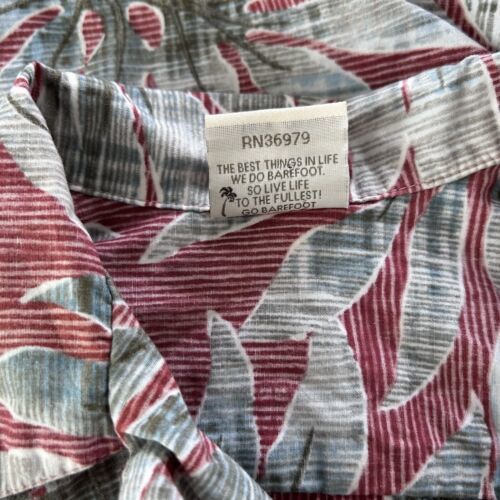 RN36979
THE BEST THINGS IN LIFE
WE DO BAREFOOT.
SO LIVE LIFE
TO THE FULLEST!
GO BAREFOOT